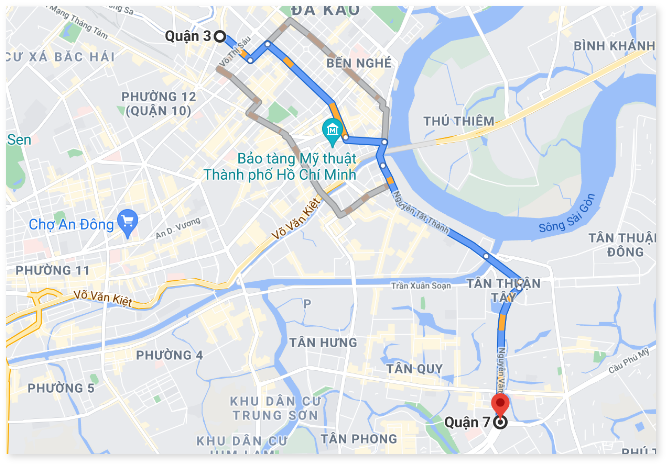 ĐA KAO
Mạng Tháng Tám
Quận 3
Võ Thị Sáu
CƯ XÁ BẮC HẢI
BẾN NGHÉ
BÌNH KHÁNH
PHƯỜNG 12
(QUẬN 10)
THỦ THIÊM
Sen
Bảo tàng Mỹ thuật
Thành phố Hồ Chí Minh
Nguyễn Tất Thành
Sông Sài Gòn
Chợ An Đông
An D. Vương
Võ Văn Kiệt
TÂN THUẬN
ĐÔNG
PHƯỜNG 11
Võ Văn Kiệt
Trần Xuân Soạn
TÂN THUẬN
TÂY
P
TÂN HƯNG
PHƯỜNG 4
TÂN QUY
Nguyễn Văn
Cầu Phú Mỹ
PHƯỜNG 5
KHU DÂN CƯ
TRUNG SƠN
Quận 7
KHU DÂN CƯ
TÂN PHONG